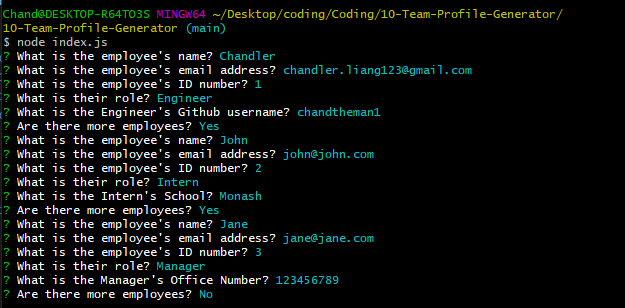 Chand@DESKTOP-R64TO3S MINGW64 ~/Desktop/coding/Coding/10-Team-Profile-Generator/
10-Team-Profile-Generator (main)
$ node index.js
? What is the employee's name? Chandler
? What is the employee's email address? chandler.liang123@gmail.com
? What is the employee's ID number? 1
? What is their role? Engineer
? What is the Engineer's Github username? chandtheman1
? Are there more employees? Yes
? What is the employee's name? John
? What is the employee's email address? john@john.com
? What is the employee's ID number? 2
? What is their role? Intern
? What is the Intern's School? Monash
? Are there more employees? Yes
? What is the employee's name? Jane
? What is the employee's email address? jane@jane.com
? What is the employee's ID number? 3
? What is their role? Manager
? What is the Manager's Office Number? 123456789
? Are there more employees? No